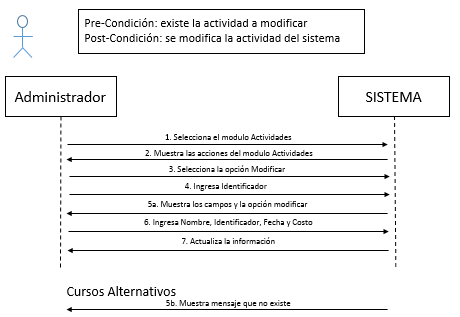 Pre-Condición: existe la actividad a modificar
Post-Condición: se modifica la actividad del sistema
Administrador
SISTEMA
1. Selecciona el modulo Actividades
2. Muestra las acciones del modulo Actividades
3. Selecciona la opción Modificar
4. Ingresa Identificador
5a. Muestra los campos y la opción modificar
6. Ingresa Nombre, Identificador, Fecha y Costo
7. Actualiza la información
Cursos Alternativos
5b. Muestra mensaje que no existe